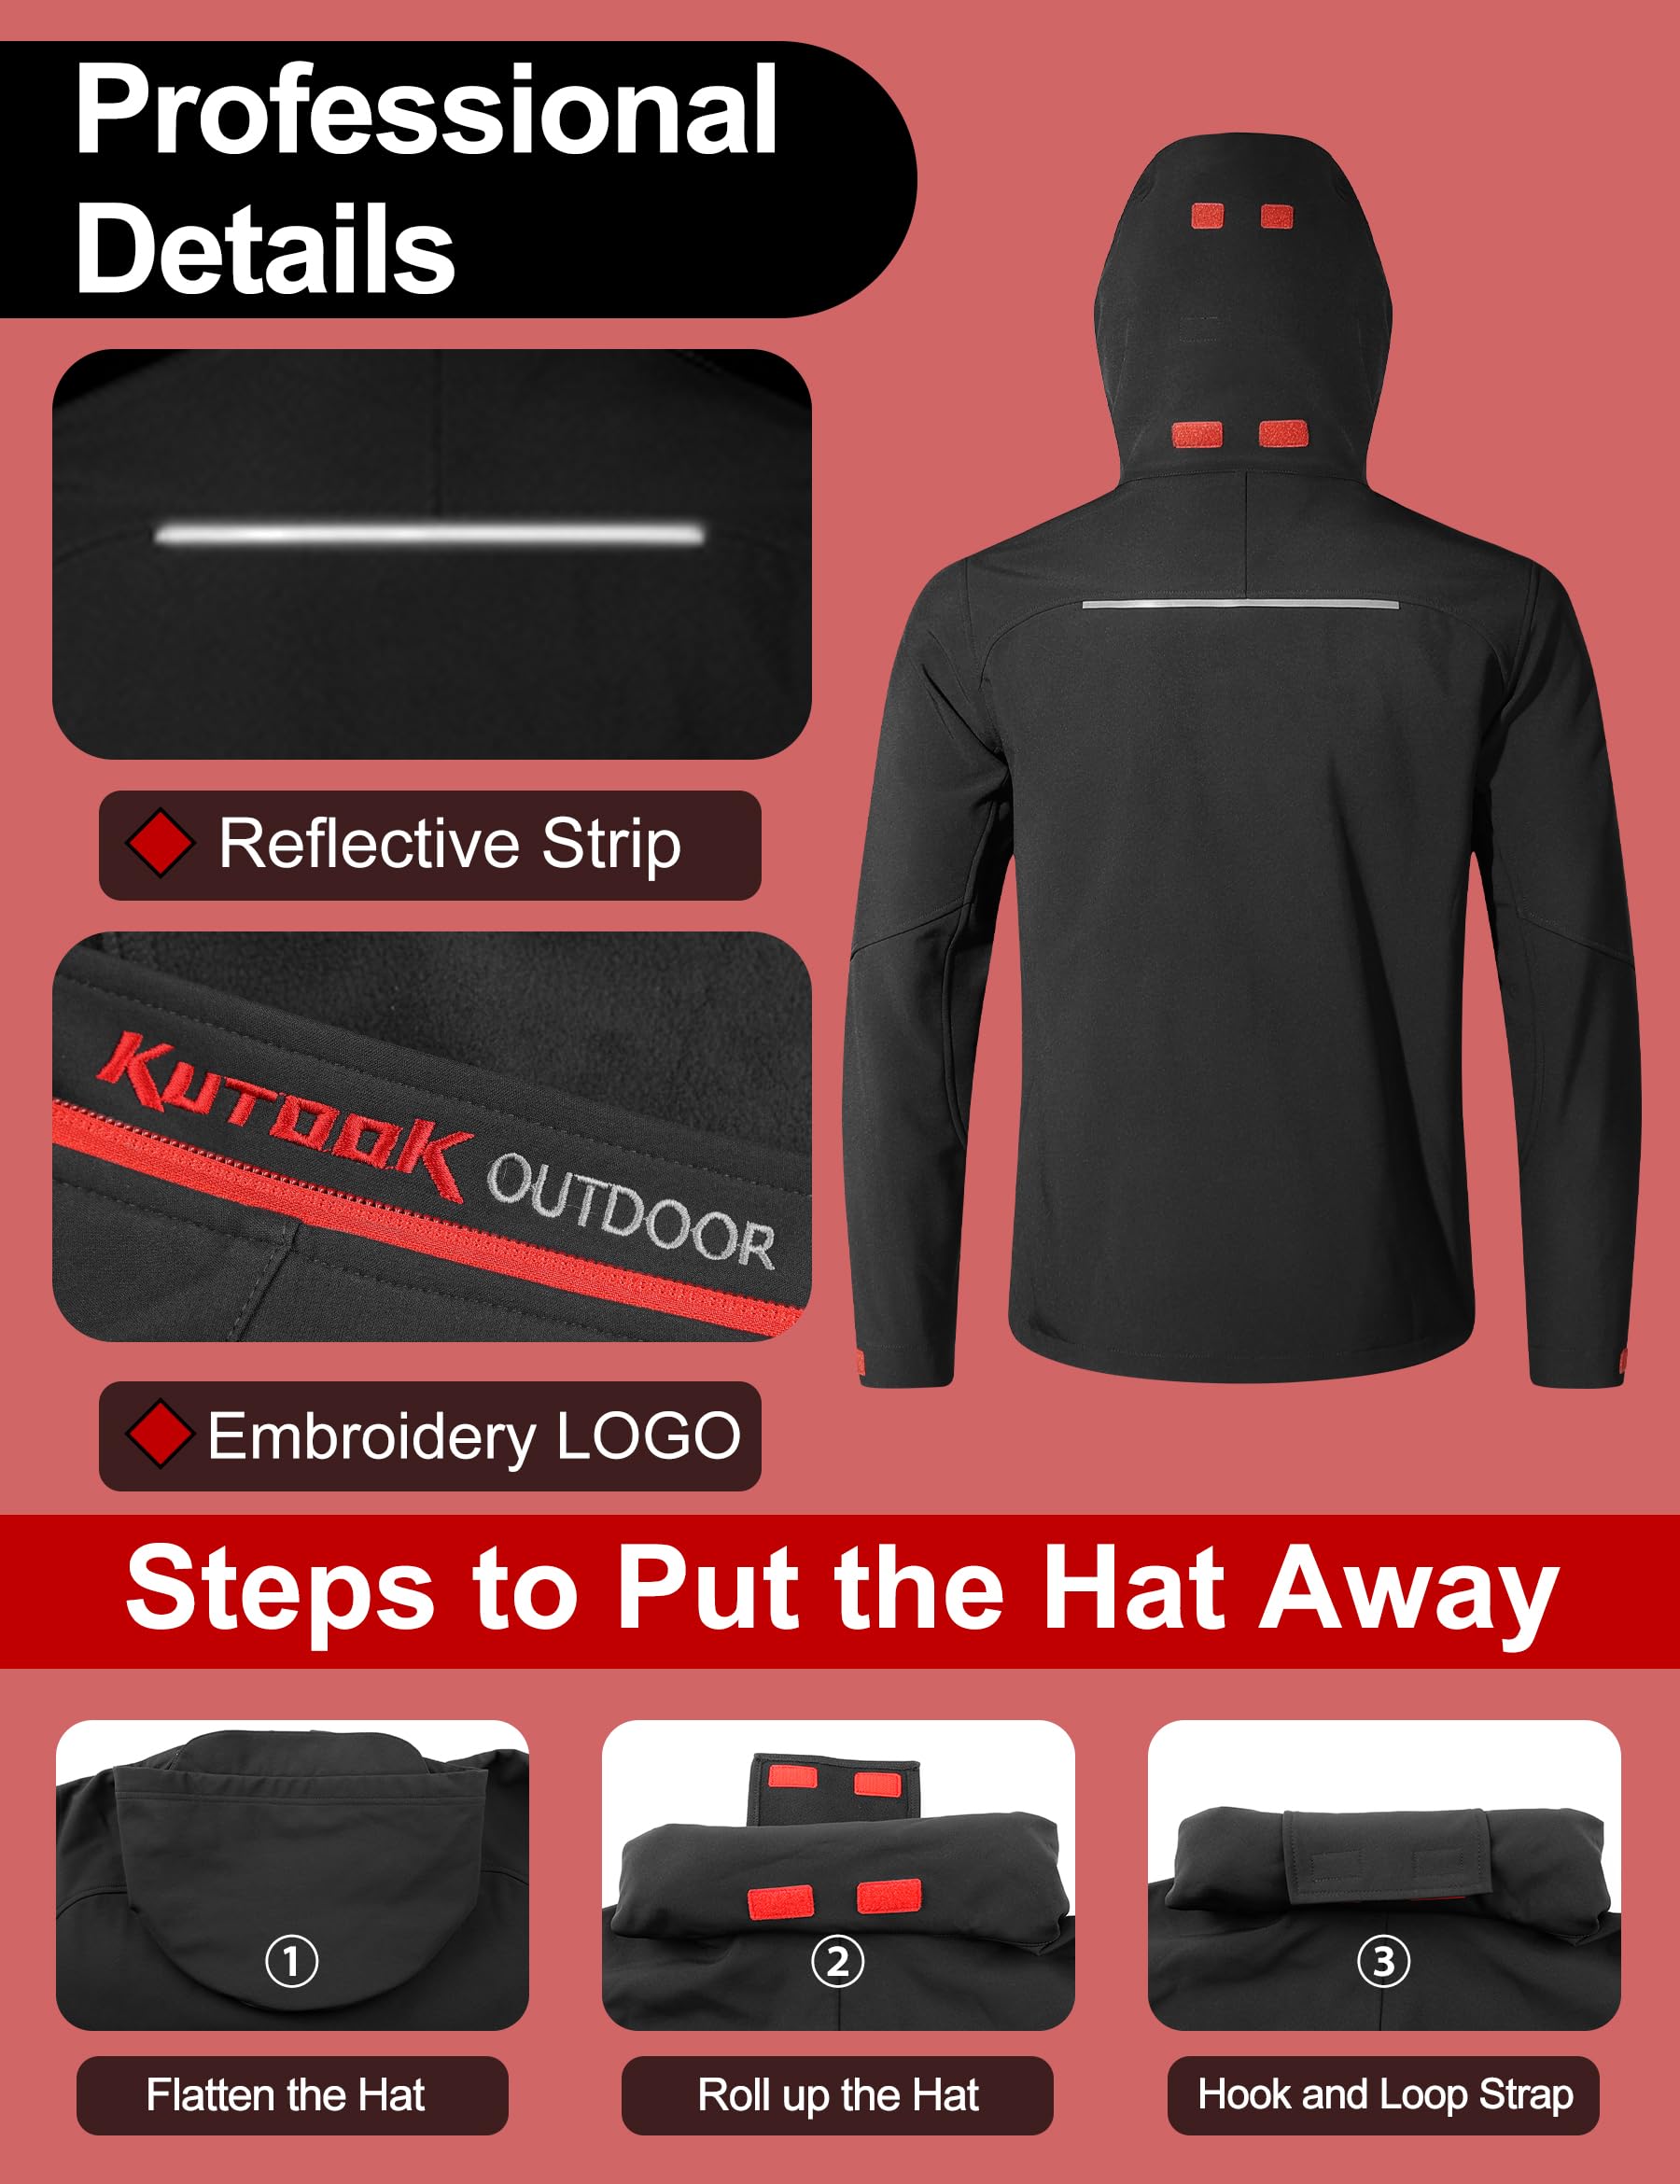 Professional
Details
Reflective Strip
KUTOOK OUTDOOR
Embroidery LOGO
Steps to Put the Hat Away
1
2
3
Flatten the Hat
Roll up the Hat
Hook and Loop Strap